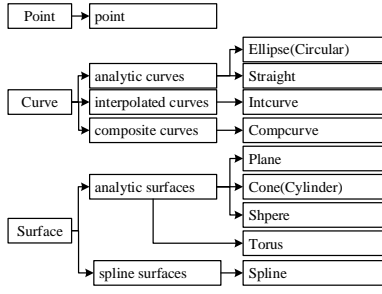 Point
point
Ellipse(Circular)
analytic curves
Straight
Curve
interpolated curves
Intcurve
composite curves
Compcurve
Plane
analytic surfaces
Cone(Cylinder)
Shpere
Surface
Torus
spline surfaces
Spline